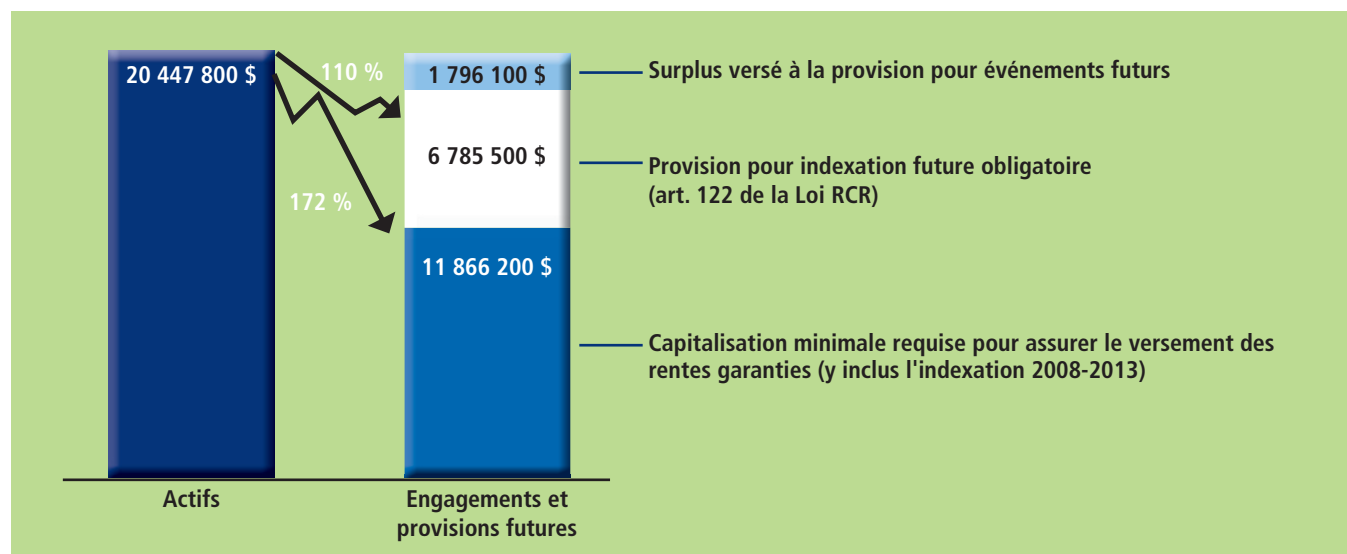 20 447 800 $
110 %
1 796 100 $
Surplus versé à la provision pour événements futurs
6 785 500 $
Provision pour indexation future obligatoire
(art. 122 de la Loi RCR)
172 %
11 866 200 $
Capitalisation minimale requise pour assurer le versement des
rentes garanties (y inclus l'indexation 2008-2013)
Actifs
Engagements et
provisions futures